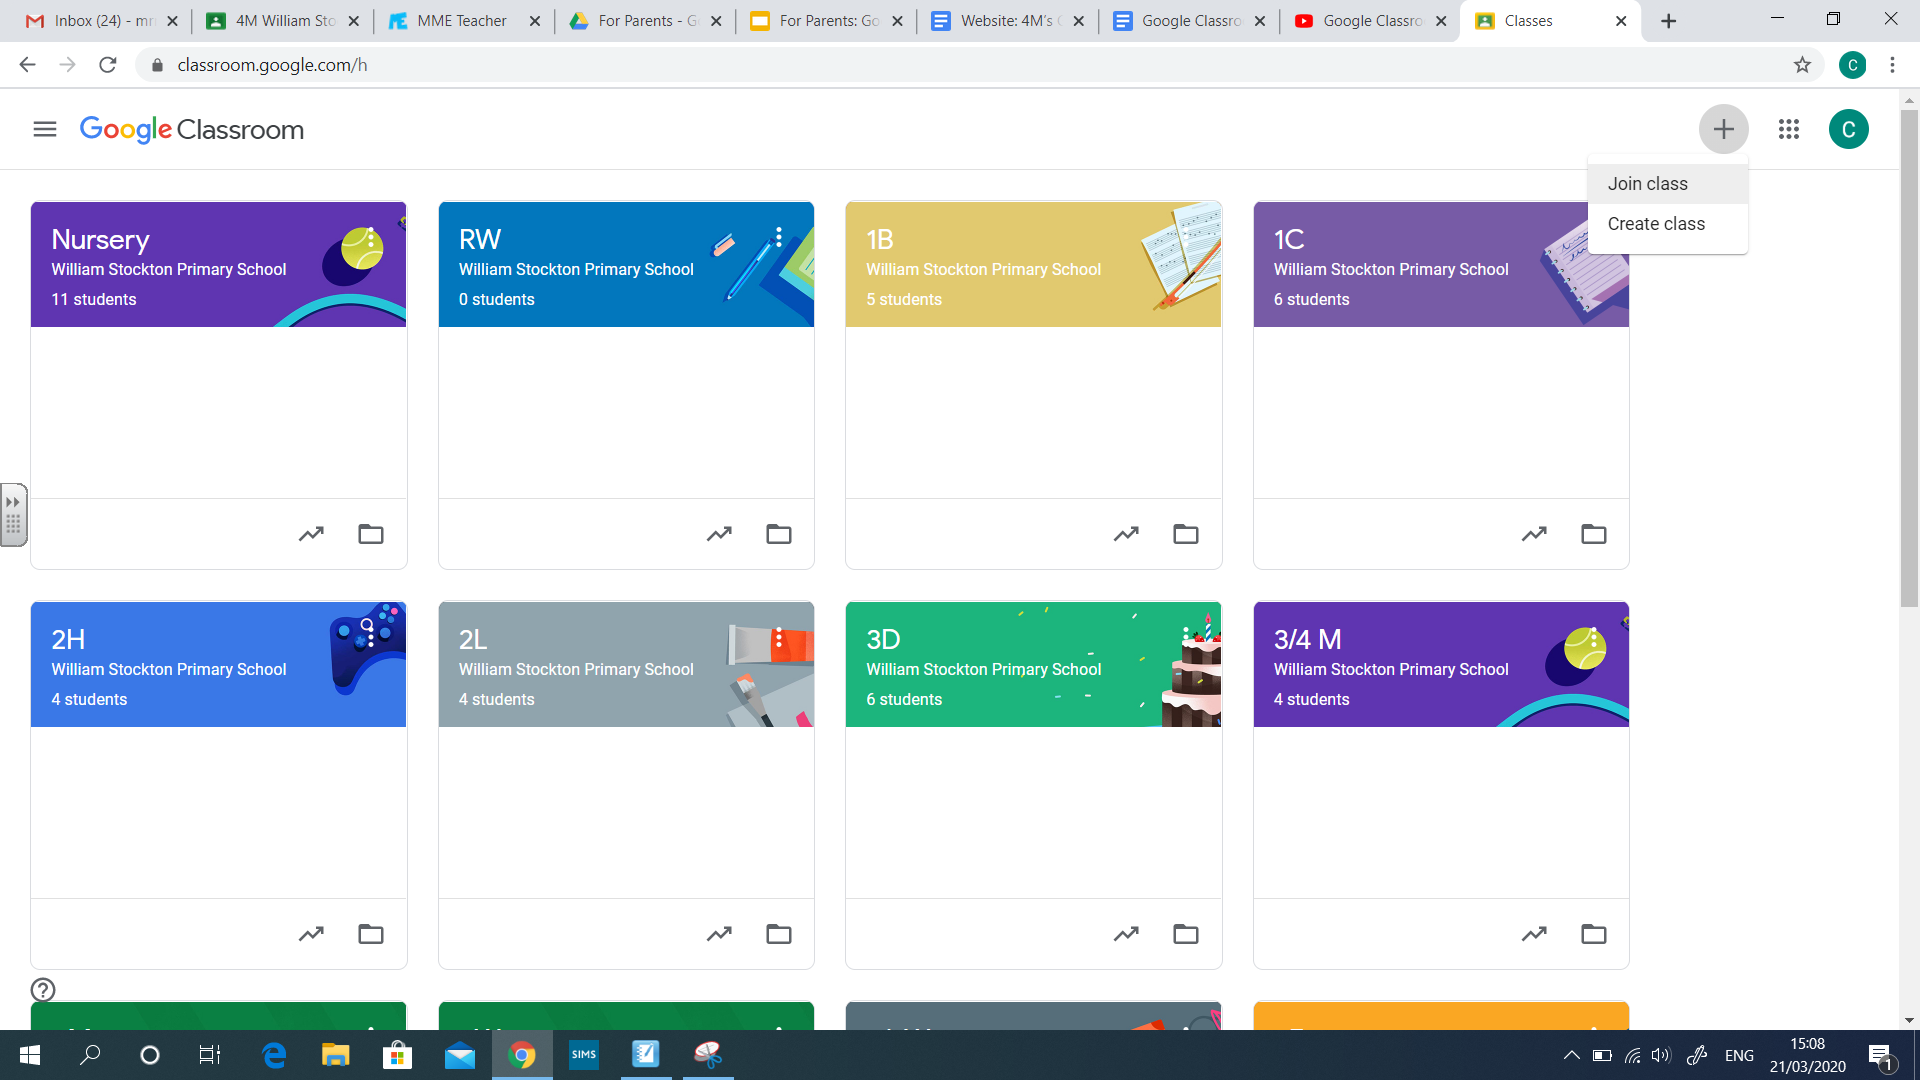 Inbox (24) - mr
4M William Sto
MME Teacher
For Parents - G
For Parents: Go
Website: 4M's
Google Classro
Google Classro
Classes
classroom.google.com/h
C
Google Classroom
C
Join class
Create class
Nursery
William Stockton Primary School
11 students
RW
William Stockton Primary School
0 students
1B
William Stockton Primary School
5 students
1C
William Stockton Primary School
6 students
2H
William Stockton Primary School
4 students
2L
William Stockton Primary School
4 students
3D
William Stockton Primary School
6 students
3/4 M
William Stockton Primary School
4 students
?
SIMS
ENG
15:08
21/03/2020
1